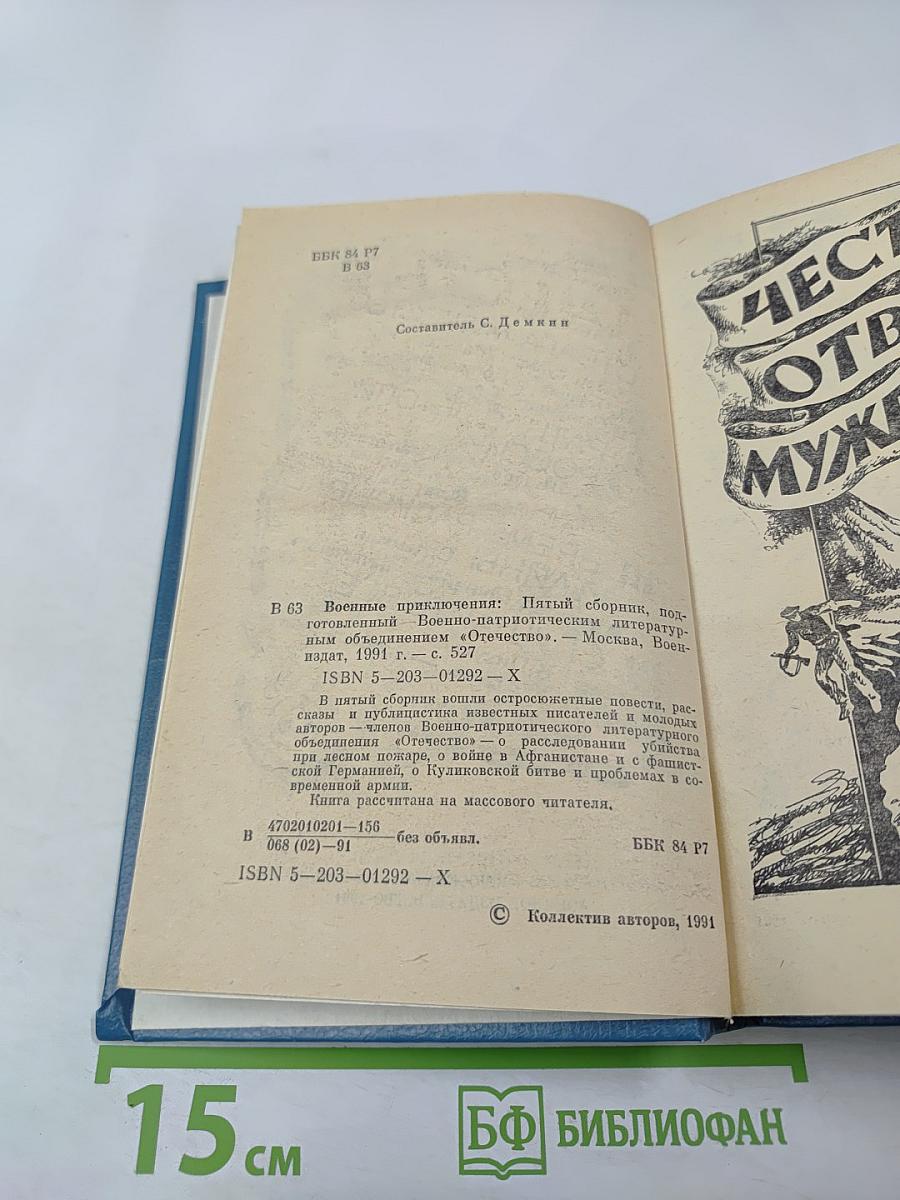 ББК 84 Р7
В 63
Составитель С. Демкин
В 63 Военные приключения: Пятый сборник, под-
готовленный Военно-патриотическим литератур-
ным объединением «Отечество». — Москва, Воен-
издат, 1991 г. — с. 527
ISBN 5—203—01292 — X
В пятый сборник вошли остросюжетные повести, рас-
сказы и публицистика известных писателей и молодых
авторов — членов Военно-патриотического литературного
объединения «Отечество» — о расследовании убийства
при лесном пожаре, о войне в Афганистане и с фашист-
ской Германией, о Куликовской битве и проблемах в со-
временной армии.
Книга рассчитана на массового читателя.
В 4702010201—156
068 (02)—91 без объявл.
ББК 84 Р7
ISBN 5—203—01292 — X
© Коллектив авторов, 1991
ЧЕСТ
ОТВ
МУЖ
15 см
БФ БИБЛИОФАН